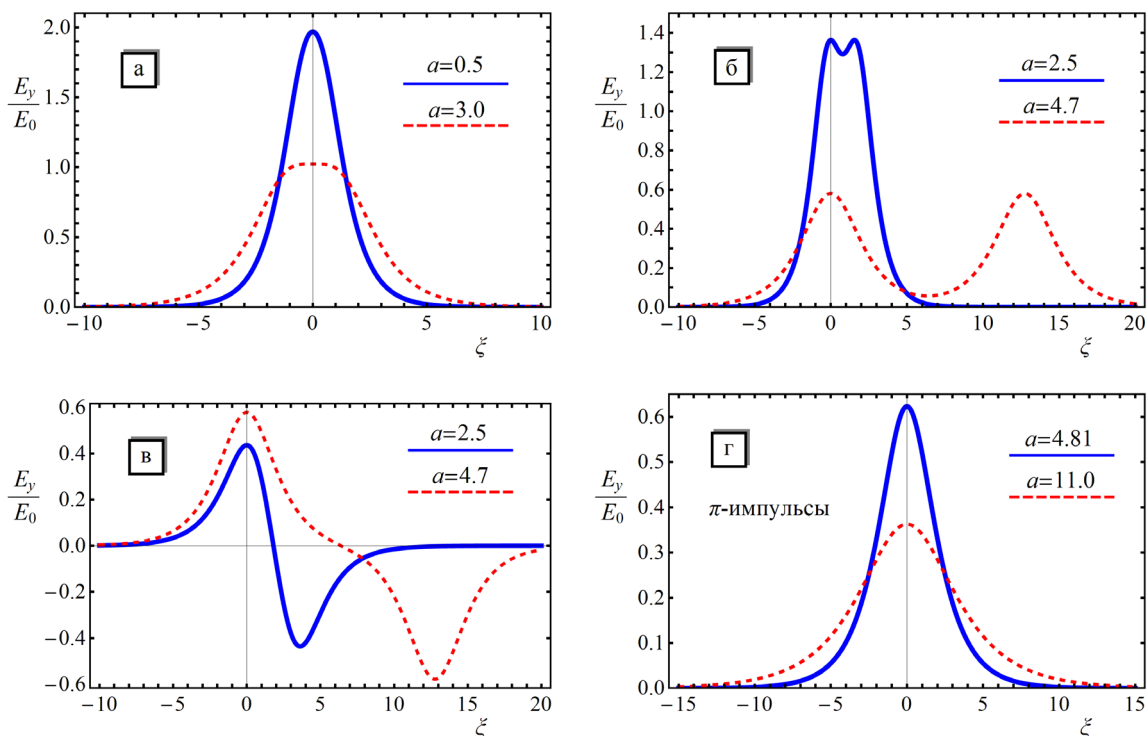 а
a=0.5
a=3.0
E_y/E_0
2.0
1.5
1.0
0.5
0.0
−10 −5 0 5 10
ξ
б
a=2.5
a=4.7
E_y/E_0
1.4
1.2
1.0
0.8
0.6
0.4
0.2
0.0
−10 −5 0 5 10 15 20
ξ
в
a=2.5
a=4.7
E_y/E_0
0.6
0.4
0.2
0.0
−0.2
−0.4
−0.6
−10 −5 0 5 10 15 20
ξ
г
a=4.81
a=11.0
π-импульсы
E_y/E_0
0.6
0.5
0.4
0.3
0.2
0.1
0.0
−15 −10 −5 0 5 10 15
ξ